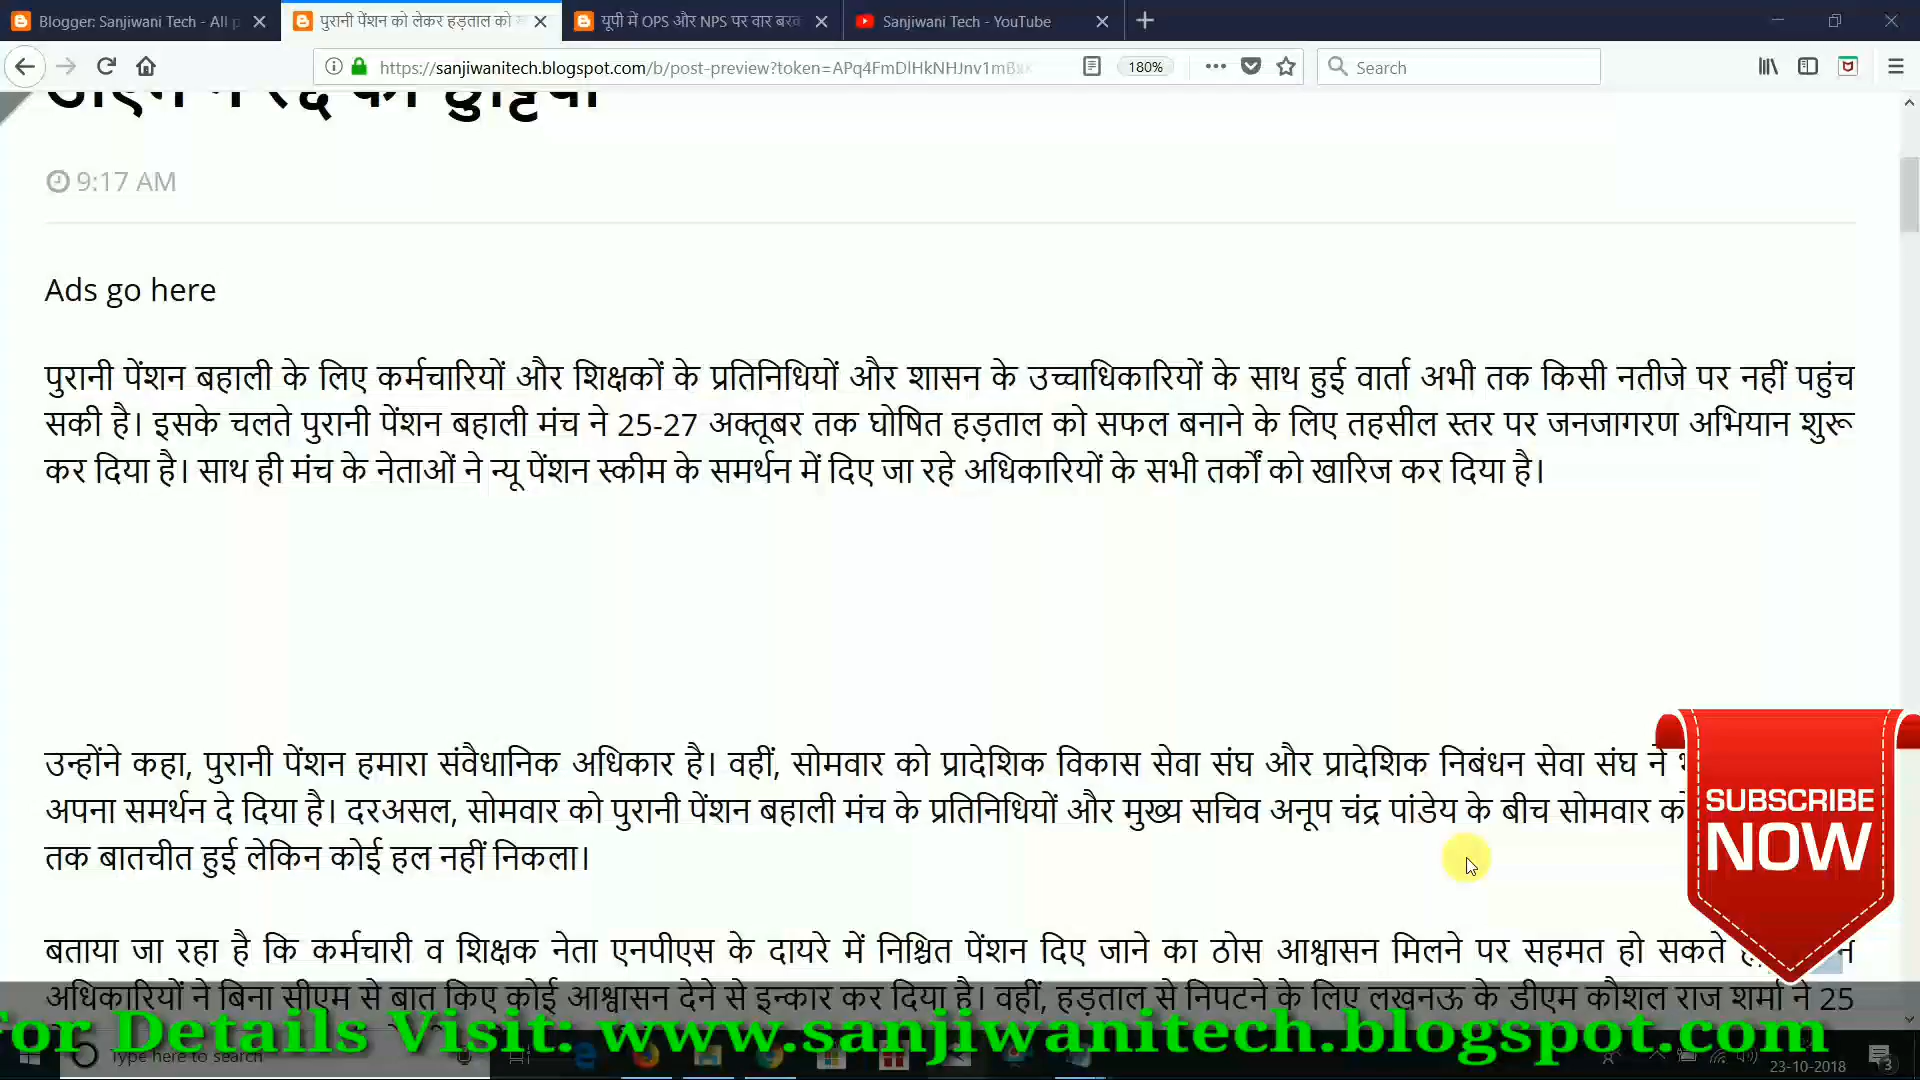 Blogger: Sanjiwani Tech - All p
पुरानी पेंशन को लेकर हड़ताल को
यूपी में OPS और NPS पर वार बरक
Sanjiwani Tech - YouTube
https://sanjiwanitech.blogspot.com/b/post-preview?token=APq4FmDlHkNHJnv1mB
180%
Search
9:17 AM
Ads go here
पुरानी पेंशन बहाली के लिए कर्मचारियों और शिक्षकों के प्रतिनिधियों और शासन के उच्चाधिकारियों के साथ हुई वार्ता अभी तक किसी नतीजे पर नहीं पहुंच
सकी है। इसके चलते पुरानी पेंशन बहाली मंच ने 25-27 अक्तूबर तक घोषित हड़ताल को सफल बनाने के लिए तहसील स्तर पर जनजागरण अभियान शुरू
कर दिया है। साथ ही मंच के नेताओं ने न्यू पेंशन स्कीम के समर्थन में दिए जा रहे अधिकारियों के सभी तर्कों को खारिज कर दिया है।
उन्होंने कहा, पुरानी पेंशन हमारा संवैधानिक अधिकार है। वहीं, सोमवार को प्रादेशिक विकास सेवा संघ और प्रादेशिक निबंधन सेवा संघ ने
अपना समर्थन दे दिया है। दरअसल, सोमवार को पुरानी पेंशन बहाली मंच के प्रतिनिधियों और मुख्य सचिव अनूप चंद्र पांडेय के बीच सोमवार को
तक बातचीत हुई लेकिन कोई हल नहीं निकला।
SUBSCRIBE
NOW
बताया जा रहा है कि कर्मचारी व शिक्षक नेता एनपीएस के दायरे में निश्चित पेंशन दिए जाने का ठोस आश्वासन मिलने पर सहमत हो सकते
अधिकारियों ने बिना सीएम से बात किए कोई आश्वासन देने से इन्कार कर दिया है। वहीं, हड़ताल से निपटने के लिए लखनऊ के डीएम कौशल राज शर्मा ने 25
For Details Visit: www.sanjiwanitech.blogspot.com
Type here to search
23-10-2018
3